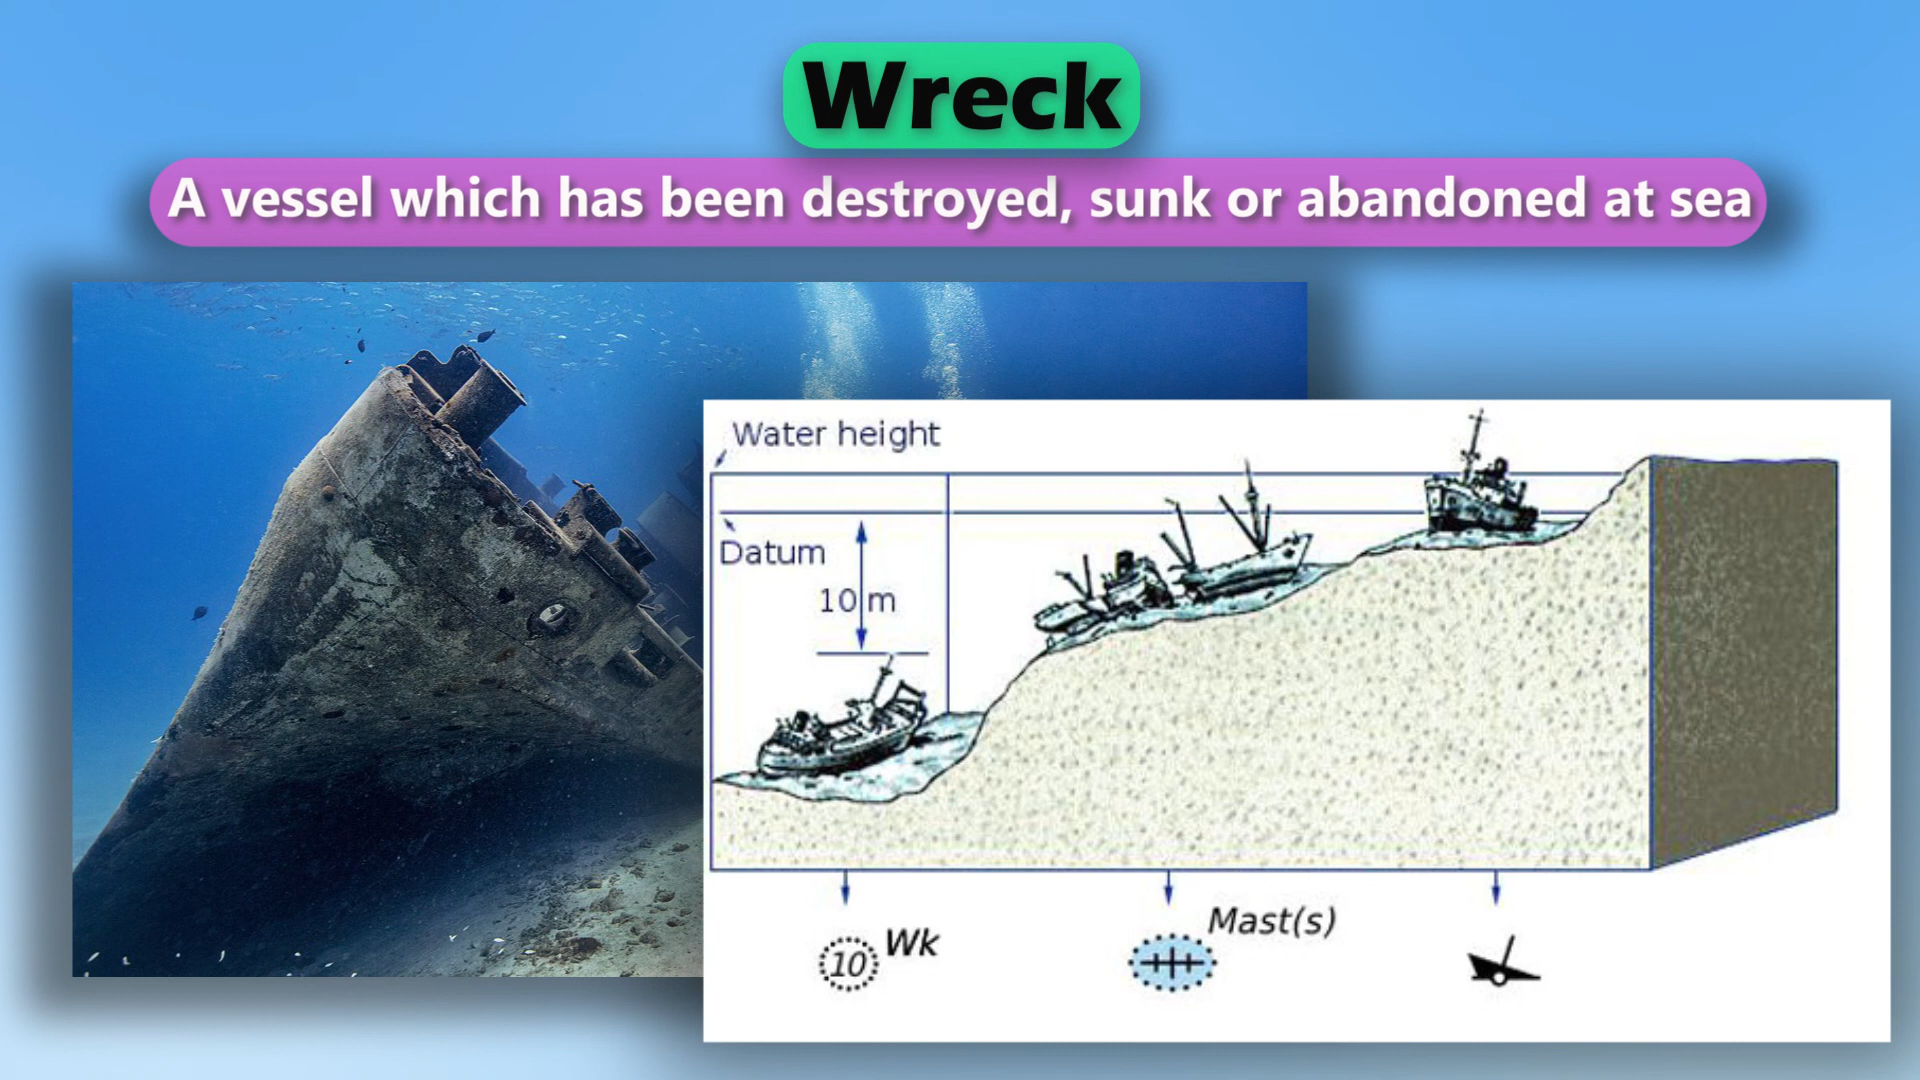 Wreck
A vessel which has been destroyed, sunk or abandoned at sea
Water height
Datum
10 m
10 Wk
Mast(s)